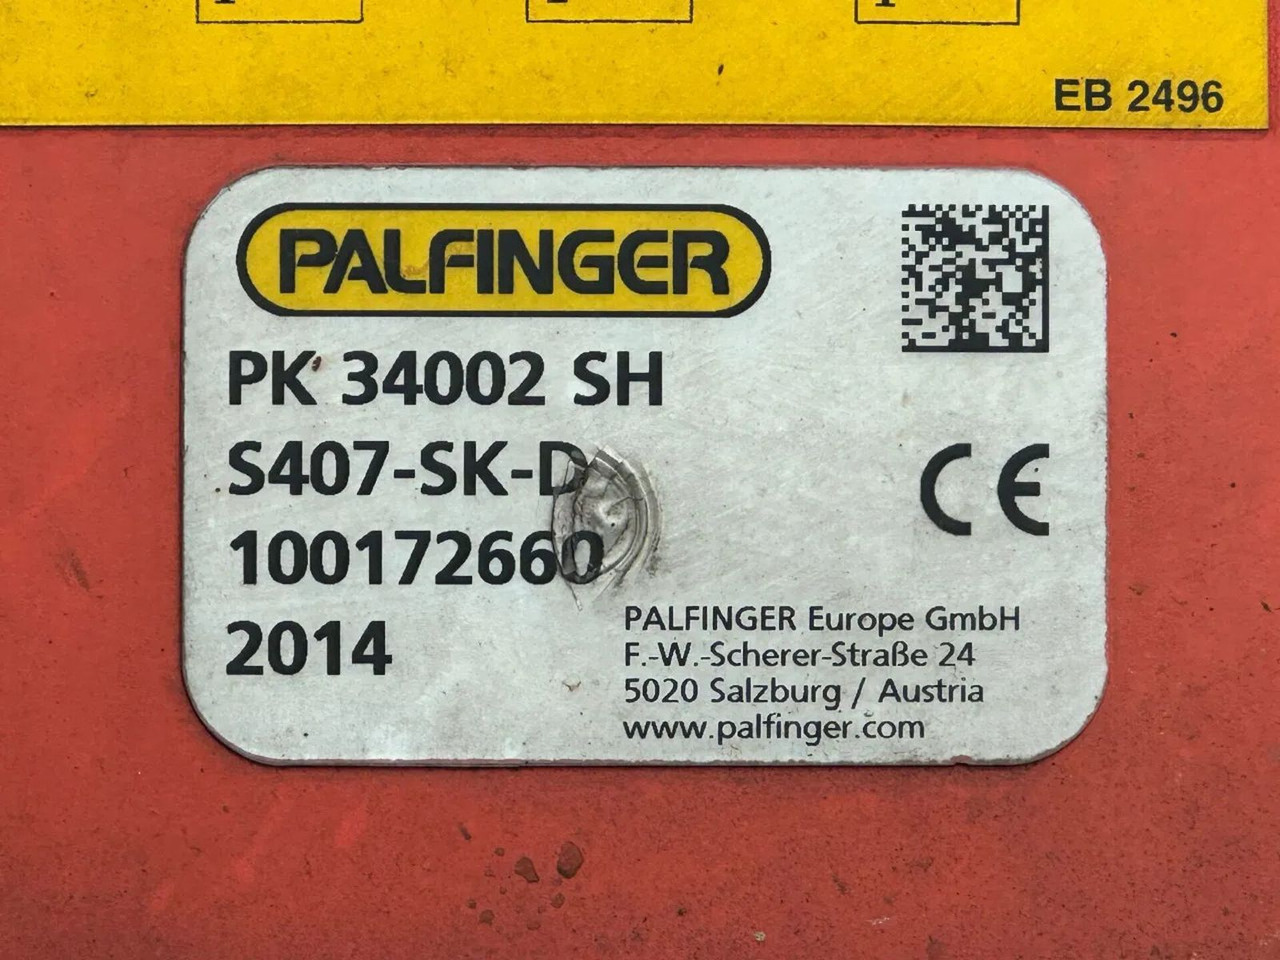 EB 2496
PALFINGER
PK 34002 SH
S407-SK-D
100172660
2014
CE
PALFINGER Europe GmbH
F.-W.-Scherer-Straße 24
5020 Salzburg / Austria
www.palfinger.com